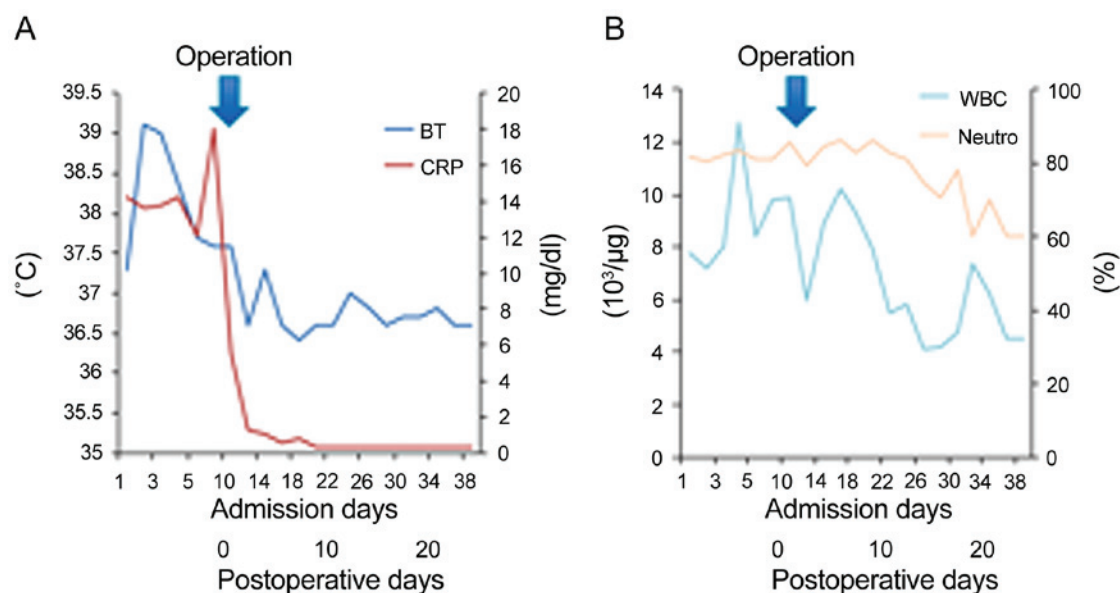 A
Operation
39.5
39
38.5
38
37.5
37
36.5
36
35.5
35
(˚C)
20
18
16
14
12
10
8
6
4
2
0
(mg/dl)
BT
CRP
1 3 5 10 14 18 22 26 30 34 38
Admission days
0 10 20
Postoperative days
B
Operation
14
12
10
8
6
4
2
0
(10³/µg)
100
80
60
40
20
0
(%)
WBC
Neutro
1 3 5 10 14 18 22 26 30 34 38
Admission days
0 10 20
Postoperative days